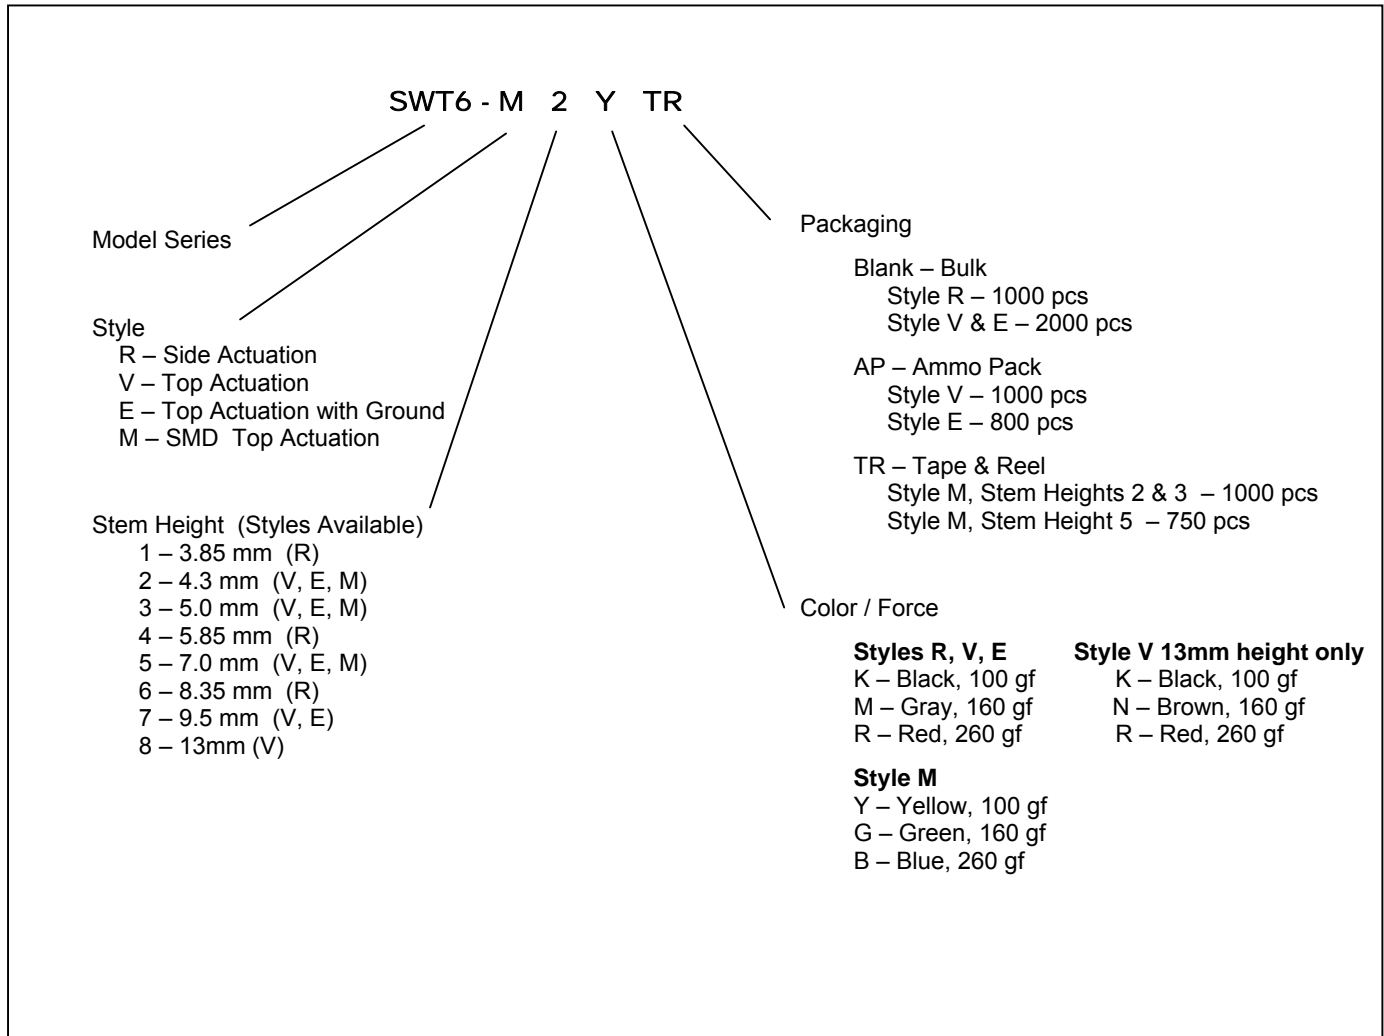 SWT6 - M 2 Y TR
Model Series
Style
R – Side Actuation
V – Top Actuation
E – Top Actuation with Ground
M – SMD Top Actuation
Stem Height (Styles Available)
1 – 3.85 mm (R)
2 – 4.3 mm (V, E, M)
3 – 5.0 mm (V, E, M)
4 – 5.85 mm (R)
5 – 7.0 mm (V, E, M)
6 – 8.35 mm (R)
7 – 9.5 mm (V, E)
8 – 13mm (V)
Packaging
Blank – Bulk
Style R – 1000 pcs
Style V & E – 2000 pcs
AP – Ammo Pack
Style V – 1000 pcs
Style E – 800 pcs
TR – Tape & Reel
Style M, Stem Heights 2 & 3 – 1000 pcs
Style M, Stem Height 5 – 750 pcs
Color / Force
Styles R, V, E
K – Black, 100 gf
M – Gray, 160 gf
R – Red, 260 gf
Style V 13mm height only
K – Black, 100 gf
N – Brown, 160 gf
R – Red, 260 gf
Style M
Y – Yellow, 100 gf
G – Green, 160 gf
B – Blue, 260 gf